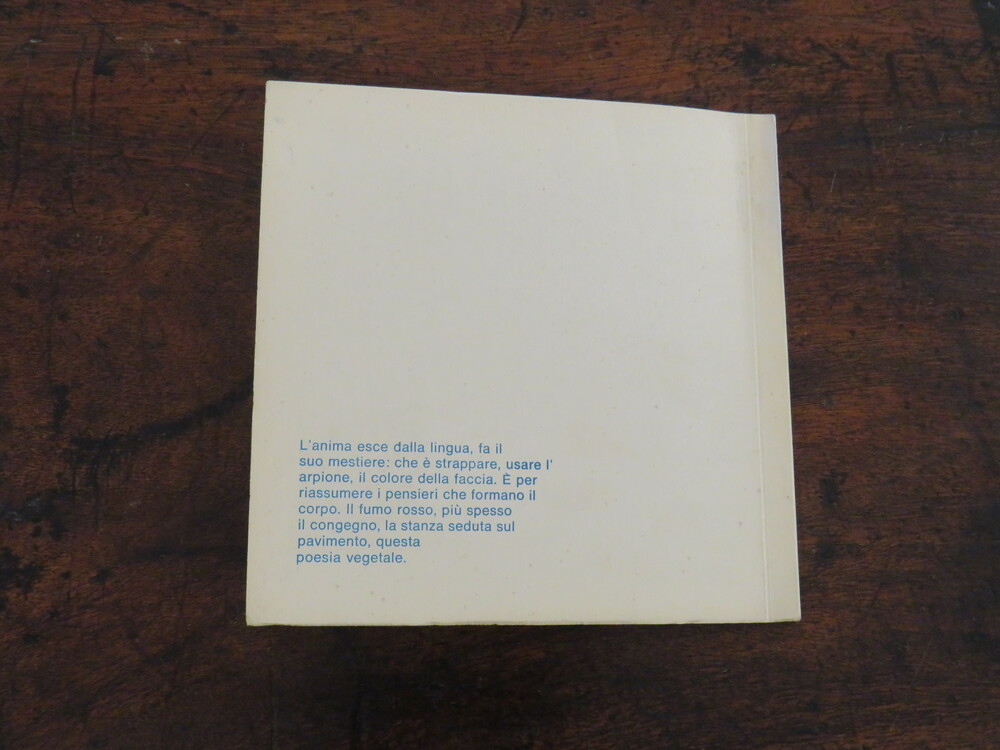 L'anima esce dalla lingua, fa il
suo mestiere: che è strappare, usare l'
arpione, il colore della faccia. È per
riassumere i pensieri che formano il
corpo. Il fumo rosso, più spesso
il congegno, la stanza seduta sul
pavimento, questa
poesia vegetale.